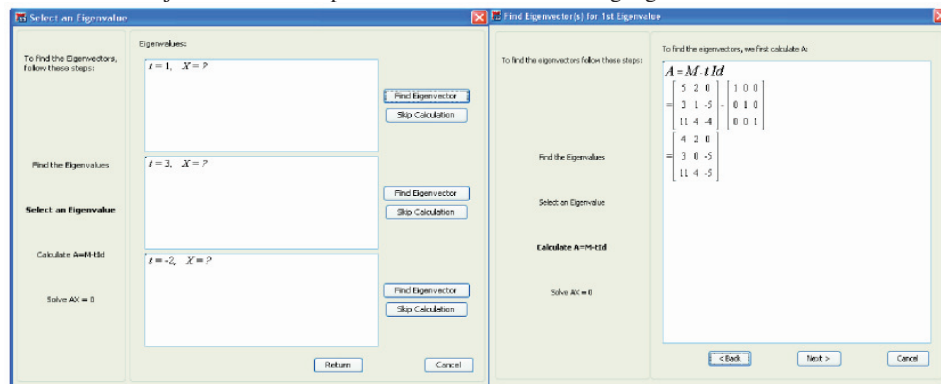 Select an Eigenvalue
To find the Eigenvectors,
follow these steps:
Find the Eigenvalues
Select an Eigenvalue
Calculate A=M-tId
Solve AX = 0
Eigenvalues:
t = 1, X = ?
Find Eigenvector
Skip Calculation
t = 3, X = ?
Find Eigenvector
Skip Calculation
t = -2, X = ?
Find Eigenvector
Skip Calculation
Return Cancel
Find Eigenvector(s) for 1st Eigenvalue
To find the eigenvectors follow these steps:
Find the Eigenvalues
Select an Eigenvalue
Calculate A=M-tId
Solve AX = 0
To find the eigenvectors, we first calculate A:
A = M - t Id
5 2 0 1 0 0
= 3 1 -5 - 0 1 0
11 4 -4 0 0 1
4 2 0
= 3 0 -5
11 4 -5
< Back Next > Cancel